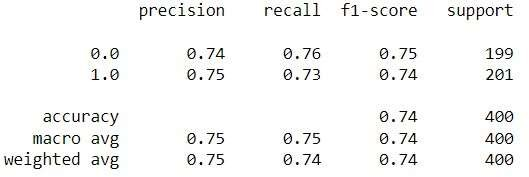 precision recall f1-score support
0.0 0.74 0.76 0.75 199
1.0 0.75 0.73 0.74 201
accuracy 0.74 400
macro avg 0.75 0.75 0.74 400
weighted avg 0.75 0.74 0.74 400